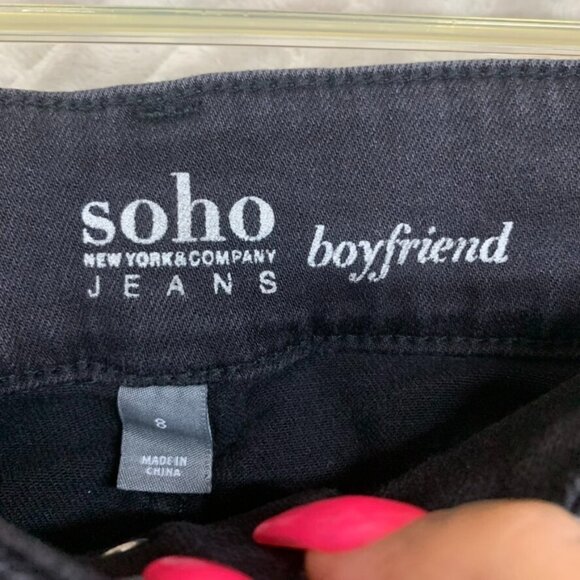 soho
NEW YORK&COMPANY
JEANS
boyfriend
8
MADE IN
CHINA